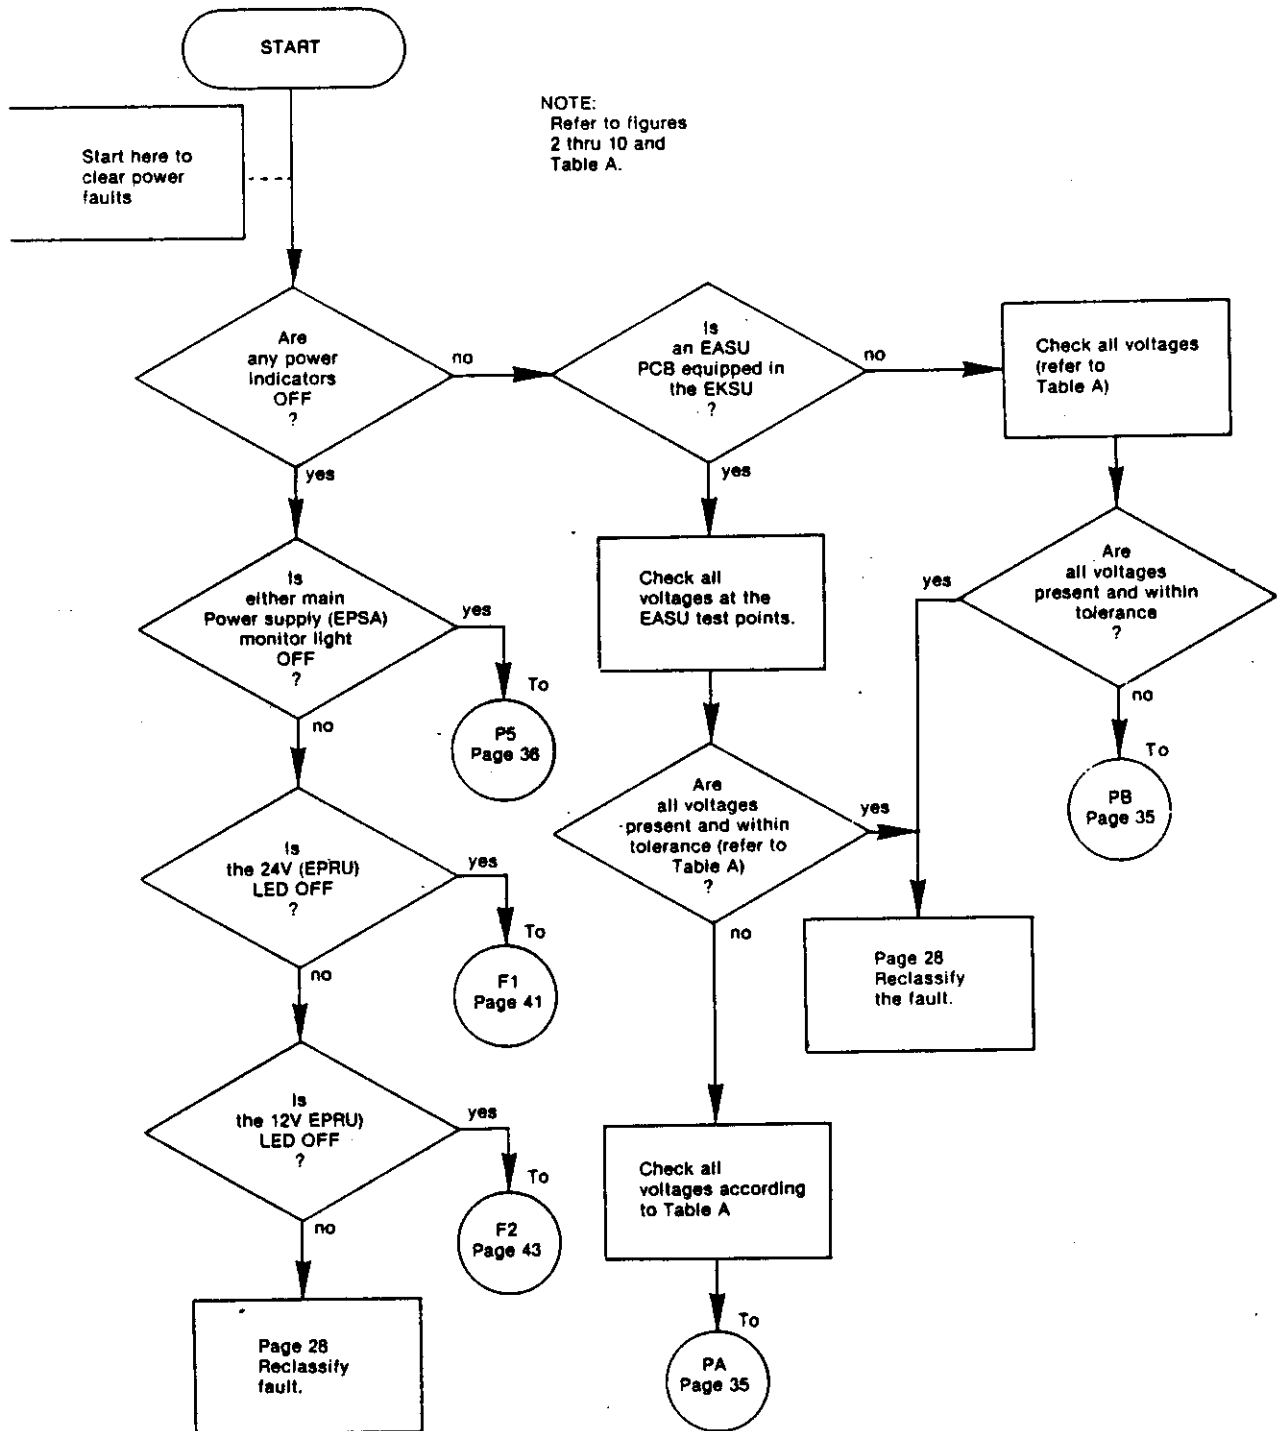 START
NOTE:
Refer to figures
2 thru 10 and
Table A.
Start here to
clear power
faults
Are
any power
indicators
OFF
?
no
yes
Is
an EASU
PCB equipped in
the EKSU
?
no
yes
Check all voltages
(refer to
Table A)
Is
either main
Power supply (EPSA)
monitor light
OFF
?
yes
no
To
P5
Page 36
Check all
voltages at the
EASU test points.
Are
all voltages
present and within
tolerance
?
yes
no
To
PB
Page 35
Is
the 24V (EPRU)
LED OFF
?
yes
no
To
F1
Page 41
Are
all voltages
present and within
tolerance (refer to
Table A)
?
yes
no
Page 28
Reclassify
the fault.
Is
the 12V EPRU)
LED OFF
?
yes
no
To
F2
Page 43
Check all
voltages according
to Table A
To
PA
Page 35
Page 28
Reclassify
fault.